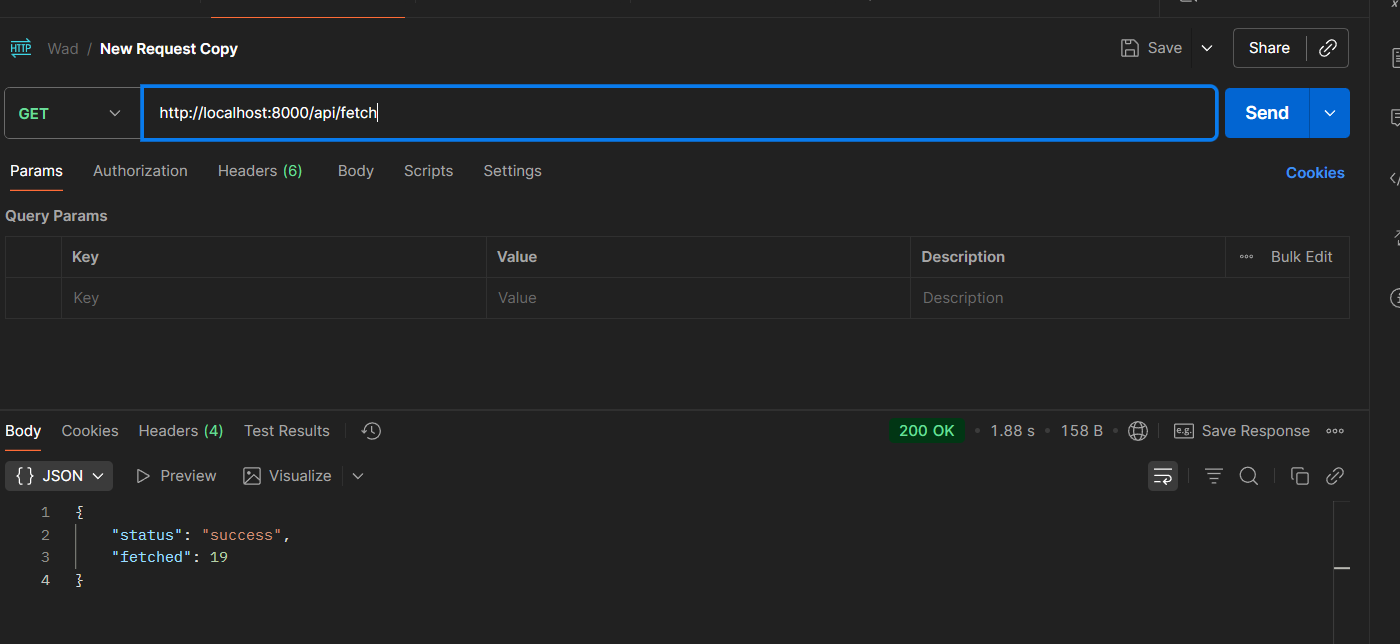 HTTP Wad / New Request Copy Save Share
GET http://localhost:8000/api/fetch Send
Params Authorization Headers (6) Body Scripts Settings Cookies
Query Params
Key Value Description Bulk Edit
Key Value Description
Body Cookies Headers (4) Test Results 200 OK • 1.88 s • 158 B • e.g. Save Response
{} JSON Preview Visualize
1 {
2 "status": "success",
3 "fetched": 19
4 }